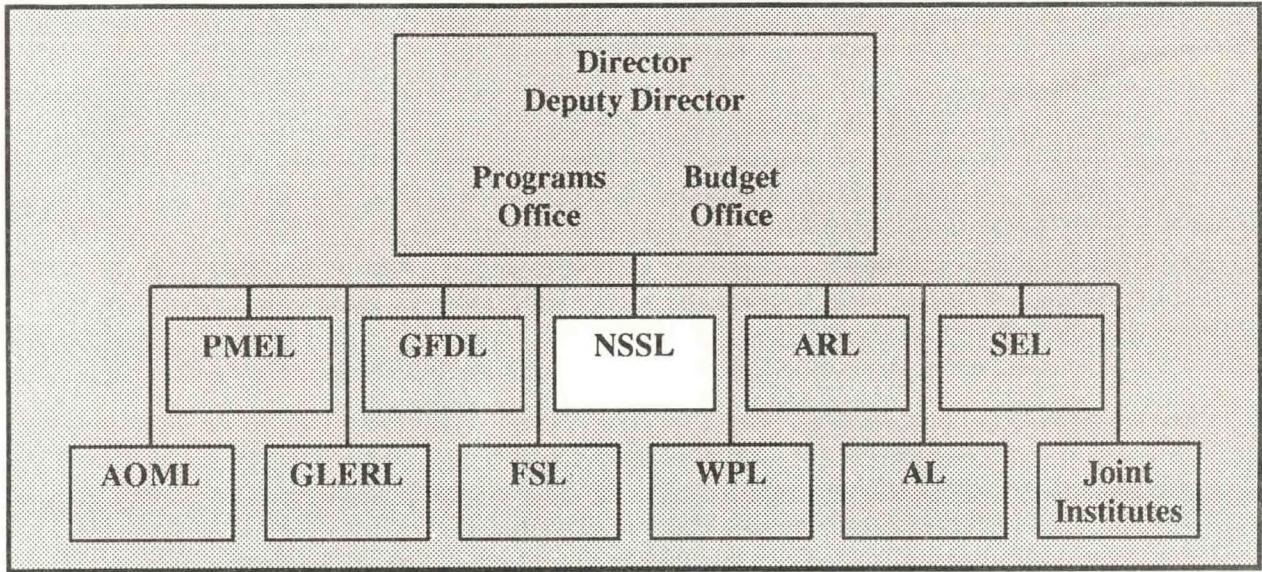 Director
Deputy Director
Programs Office
Budget Office
PMEL
GFDL
NSSL
ARL
SEL
AOML
GLERL
FSL
WPL
AL
Joint
Institutes